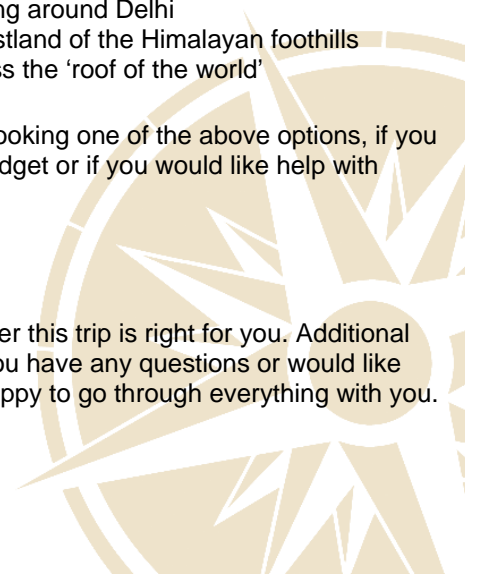 ng around Delhi
stland of the Himalayan foothills
ss the ‘roof of the world’
ooking one of the above options, if you
dget or if you would like help with
er this trip is right for you. Additional
ou have any questions or would like
ppy to go through everything with you.